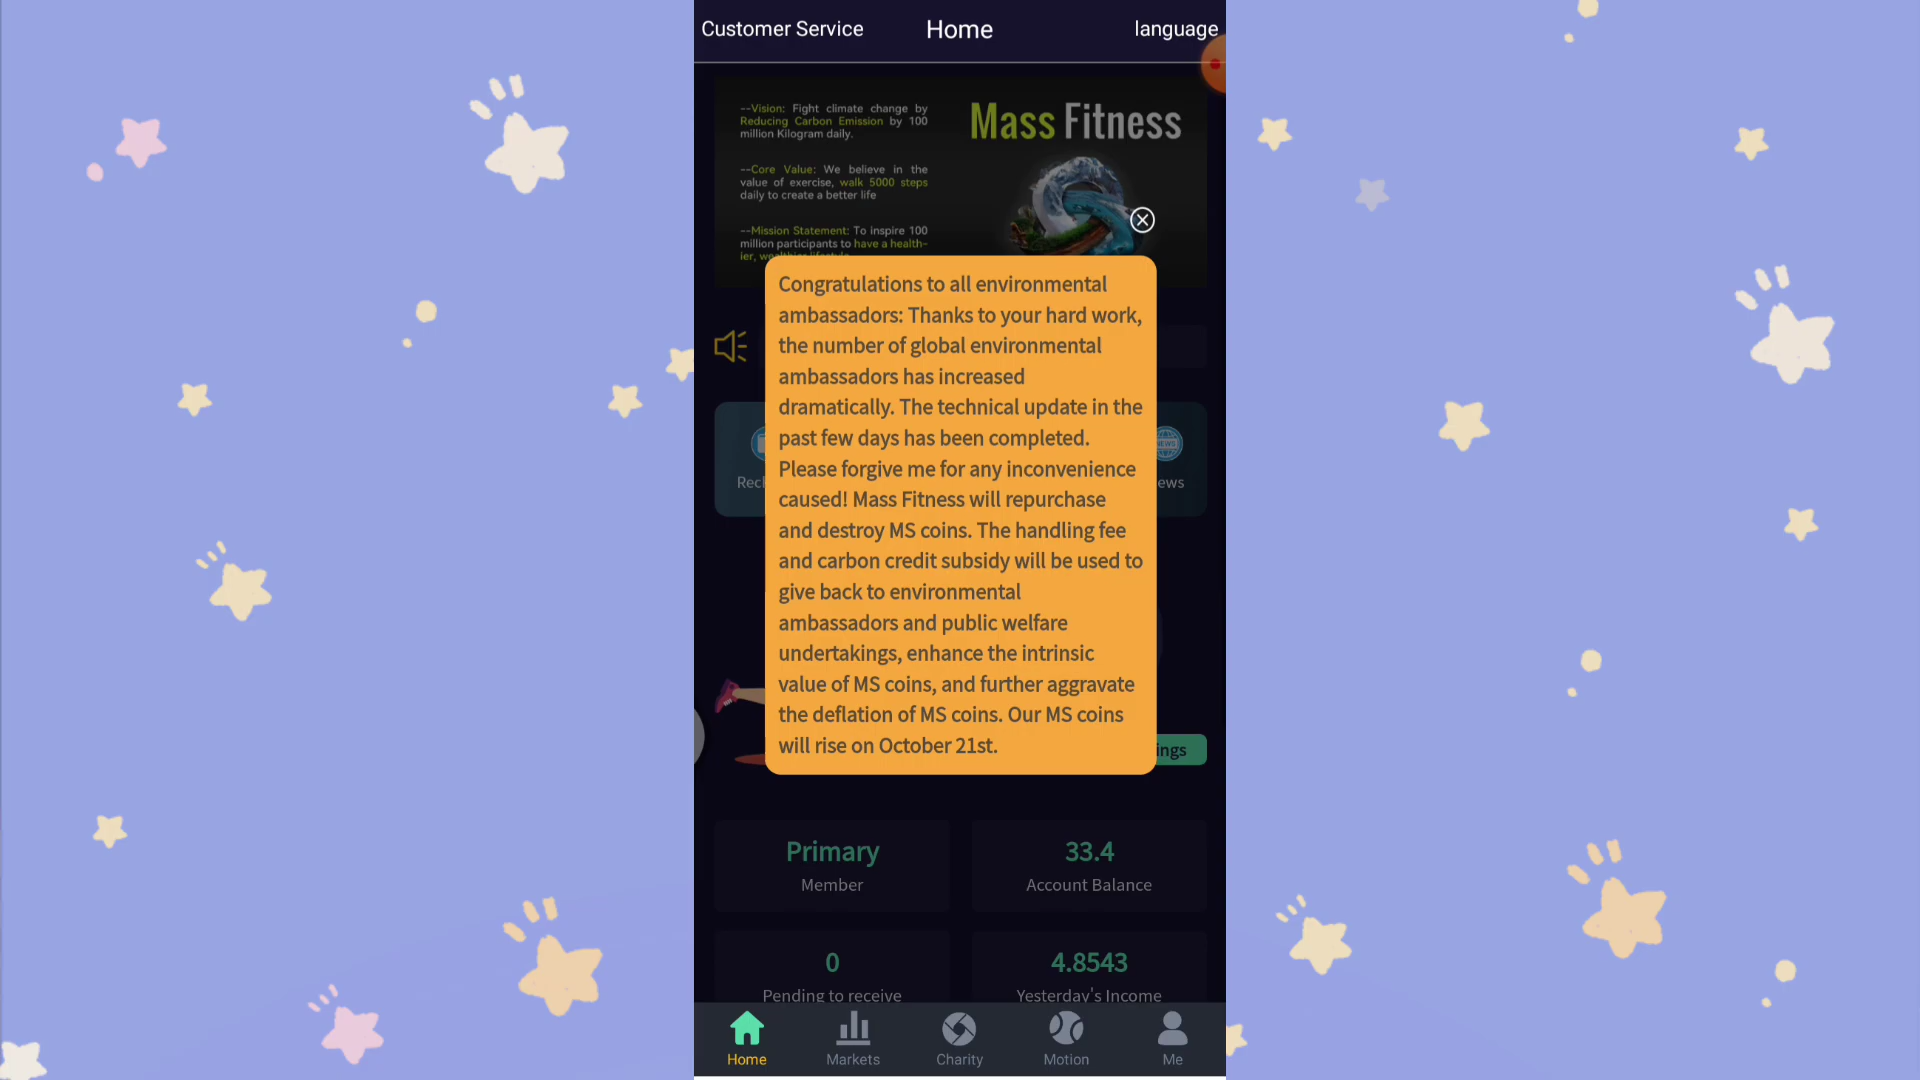 Customer Service
Home
language
--Vision: Fight climate change by
Reducing Carbon Emission by 100
million Kilogram daily.
--Core Value: We believe in the
value of exercise, walk 5000 steps
daily to create a better life
--Mission Statement: To inspire 100
million participants to have a health-
ier, wealthier lifestyle
Mass Fitness
Congratulations to all environmental
ambassadors: Thanks to your hard work,
the number of global environmental
ambassadors has increased
dramatically. The technical update in the
past few days has been completed.
Please forgive me for any inconvenience
caused! Mass Fitness will repurchase
and destroy MS coins. The handling fee
and carbon credit subsidy will be used to
give back to environmental
ambassadors and public welfare
undertakings, enhance the intrinsic
value of MS coins, and further aggravate
the deflation of MS coins. Our MS coins
will rise on October 21st.
Rec
ews
ings
Primary
Member
33.4
Account Balance
0
Pending to receive
4.8543
Yesterday's Income
Home
Markets
Charity
Motion
Me